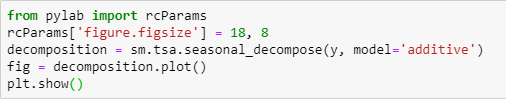 from pylab import rcParams
rcParams['figure.figsize'] = 18, 8
decomposition = sm.tsa.seasonal_decompose(y, model='additive')
fig = decomposition.plot()
plt.show()